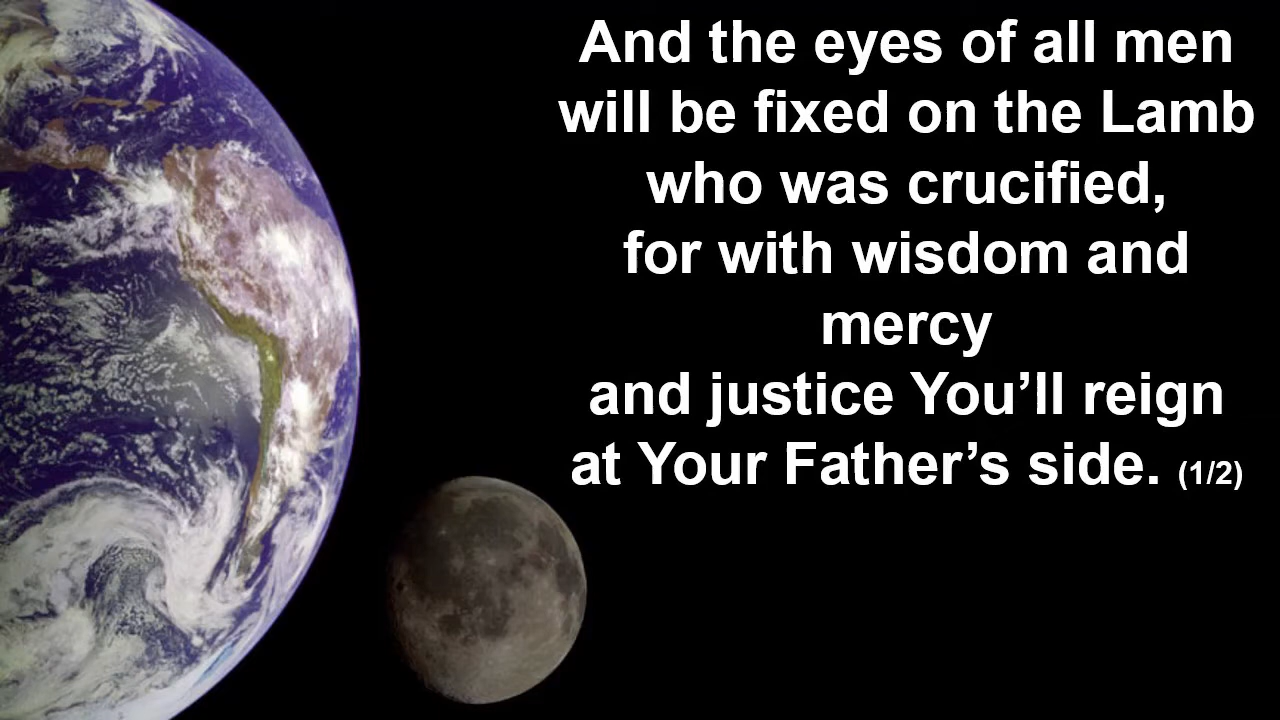 And the eyes of all men
will be fixed on the Lamb
who was crucified,
for with wisdom and
mercy
and justice You’ll reign
at Your Father’s side. (1/2)